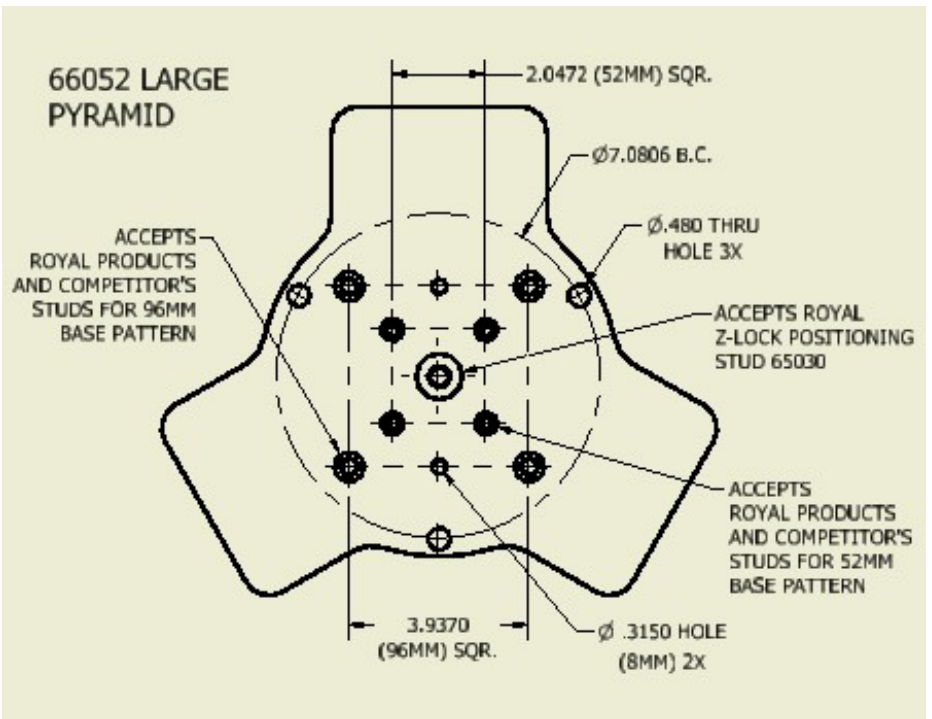 66052 LARGE
PYRAMID
2.0472 (52MM) SQR.
Ø7.0806 B.C.
Ø.480 THRU
HOLE 3X
ACCEPTS
ROYAL PRODUCTS
AND COMPETITOR'S
STUDS FOR 96MM
BASE PATTERN
ACCEPTS ROYAL
Z-LOCK POSITIONING
STUD 65030
ACCEPTS
ROYAL PRODUCTS
AND COMPETITOR'S
STUDS FOR 52MM
BASE PATTERN
3.9370
(96MM) SQR.
Ø .3150 HOLE
(8MM) 2X